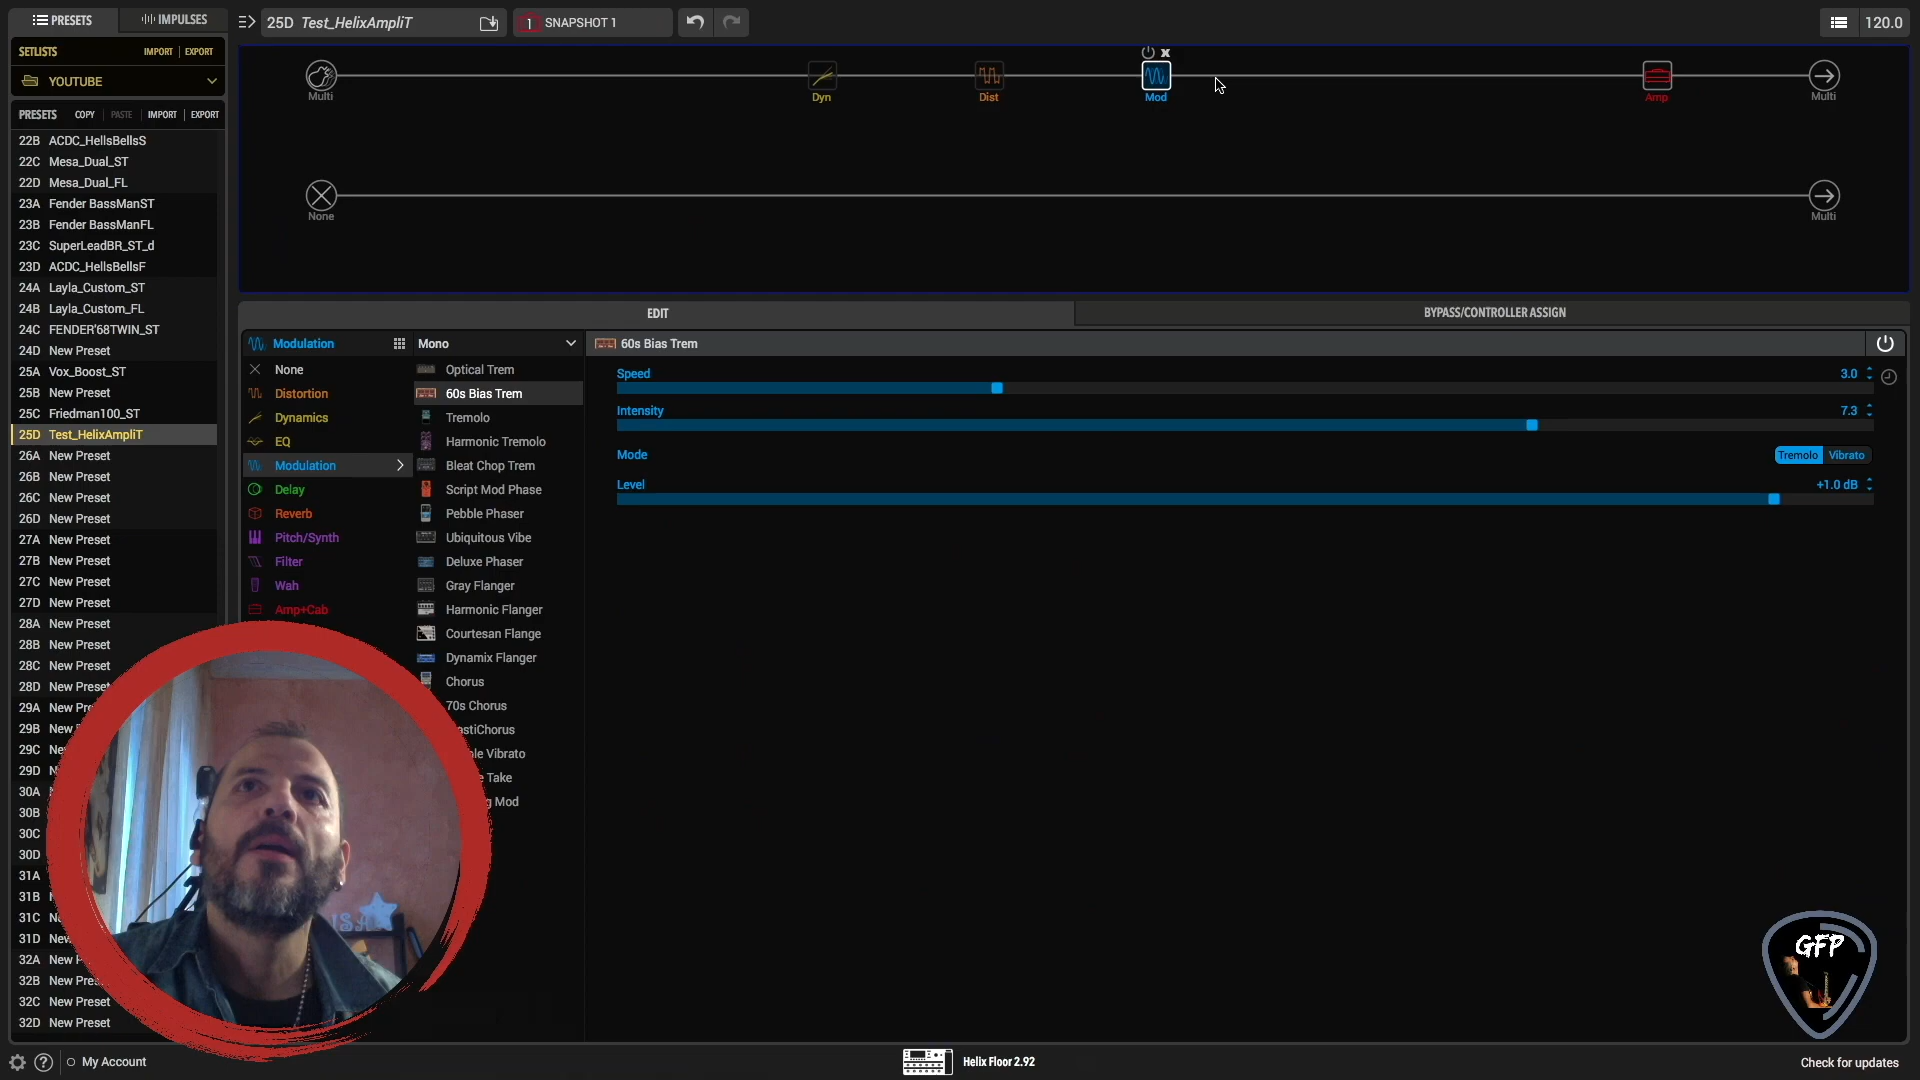 PRESETS
IMPULSES
25D Test_HelixAmpliT
1 SNAPSHOT 1
120.0
SETLISTS IMPORT | EXPORT
YOUTUBE
PRESETS COPY PASTE IMPORT EXPORT
22B ACDC_HellsBellsS
22C Mesa_Dual_ST
22D Mesa_Dual_FL
23A Fender BassManST
23B Fender BassManFL
23C SuperLeadBR_ST_d
23D ACDC_HellsBellsF
24A Layla_Custom_ST
24B Layla_Custom_FL
24C FENDER'68TWIN_ST
24D New Preset
25A Vox_Boost_ST
25B New Preset
25C Friedman100_ST
25D Test_HelixAmpliT
26A New Preset
26B New Preset
26C New Preset
26D New Preset
27A New Preset
27B New Preset
27C New Preset
27D New Preset
28A New Preset
28B New Preset
28C New Preset
28D New Preset
29A
29B New
29C
29D
30A
30B
30C
30D
31A
31B
31C
31D
32A
32B
32C New Preset
32D New Preset
Multi
Dyn
Dist
x
Mod
Amp
Multi
None
Multi
EDIT
BYPASS/CONTROLLER ASSIGN
Modulation
None
Distortion
Dynamics
EQ
Modulation
Delay
Reverb
Pitch/Synth
Filter
Wah
Amp+Cab
Mono
Optical Trem
60s Bias Trem
Tremolo
Harmonic Tremolo
Bleat Chop Trem
Script Mod Phase
Pebble Phaser
Ubiquitous Vibe
Deluxe Phaser
Gray Flanger
Harmonic Flanger
Courtesan Flange
Dynamix Flanger
Chorus
70s Chorus
Vibrato
Take
Mod
60s Bias Trem
Speed 3.0
Intensity 7.3
Mode Tremolo Vibrato
Level +1.0 dB
GFP
My Account
Helix Floor 2.92
Check for updates